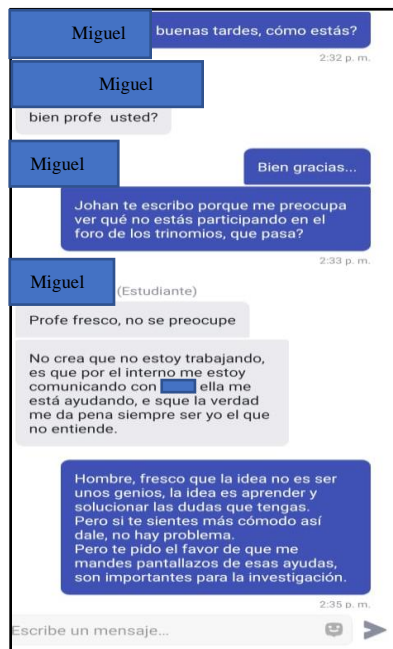 Miguel
buenas tardes, cómo estás?
2:32 p. m.
Miguel
bien profe usted?
Miguel
Bien gracias...
Johan te escribo porque me preocupa
ver qué no estás participando en el
foro de los trinomios, que pasa?
2:33 p. m.
Miguel
(Estudiante)
Profe fresco, no se preocupe
No crea que no estoy trabajando,
es que por el interno me estoy
comunicando con ella me
está ayudando, e sque la verdad
me da pena siempre ser yo el que
no entiende.
Hombre, fresco que la idea no es ser
unos genios, la idea es aprender y
solucionar las dudas que tengas.
Pero si te sientes más cómodo así
dale, no hay problema.
Pero te pido el favor de que me
mandes pantallazos de esas ayudas,
son importantes para la investigación.
2:35 p. m.
Escribe un mensaje...